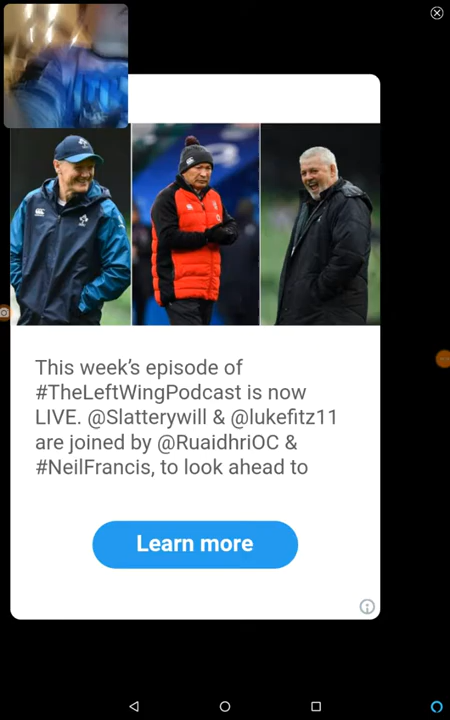 This week's episode of
#TheLeftWingPodcast is now
LIVE. @Slatterywill & @lukefitz11
are joined by @RuaidhriOC &
#NeilFrancis, to look ahead to
Learn more